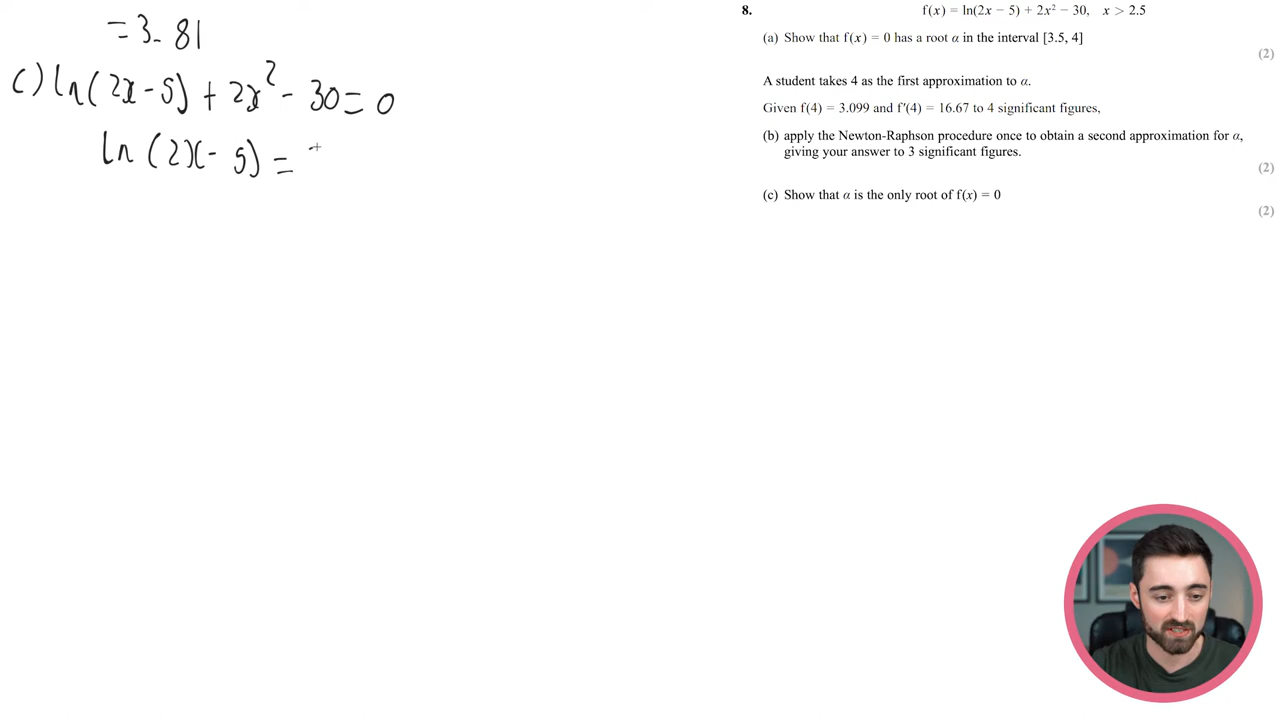 = 3.81
c) ln(2x - 5) + 2x² - 30 = 0
ln(2x - 5) =
8.
f(x) = ln(2x − 5) + 2x² − 30, x > 2.5
(a) Show that f(x) = 0 has a root α in the interval [3.5, 4]
(2)
A student takes 4 as the first approximation to α.
Given f(4) = 3.099 and f′(4) = 16.67 to 4 significant figures,
(b) apply the Newton-Raphson procedure once to obtain a second approximation for α,
giving your answer to 3 significant figures.
(2)
(c) Show that α is the only root of f(x) = 0
(2)